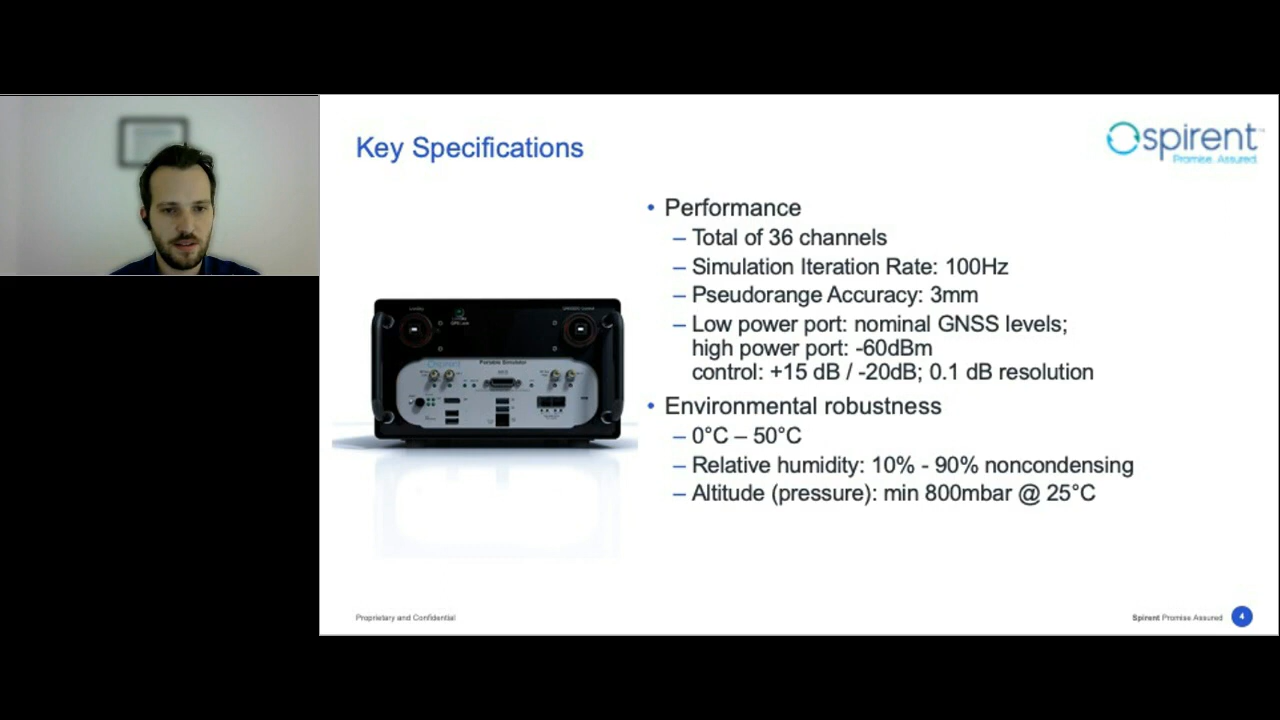 Key Specifications
spirent™
Promise. Assured.
• Performance
– Total of 36 channels
– Simulation Iteration Rate: 100Hz
– Pseudorange Accuracy: 3mm
– Low power port: nominal GNSS levels;
high power port: -60dBm
control: +15 dB / -20dB; 0.1 dB resolution
• Environmental robustness
– 0°C – 50°C
– Relative humidity: 10% - 90% noncondensing
– Altitude (pressure): min 800mbar @ 25°C
spirent
Portable Simulator
Proprietary and Confidential
Spirent Promise Assured
4